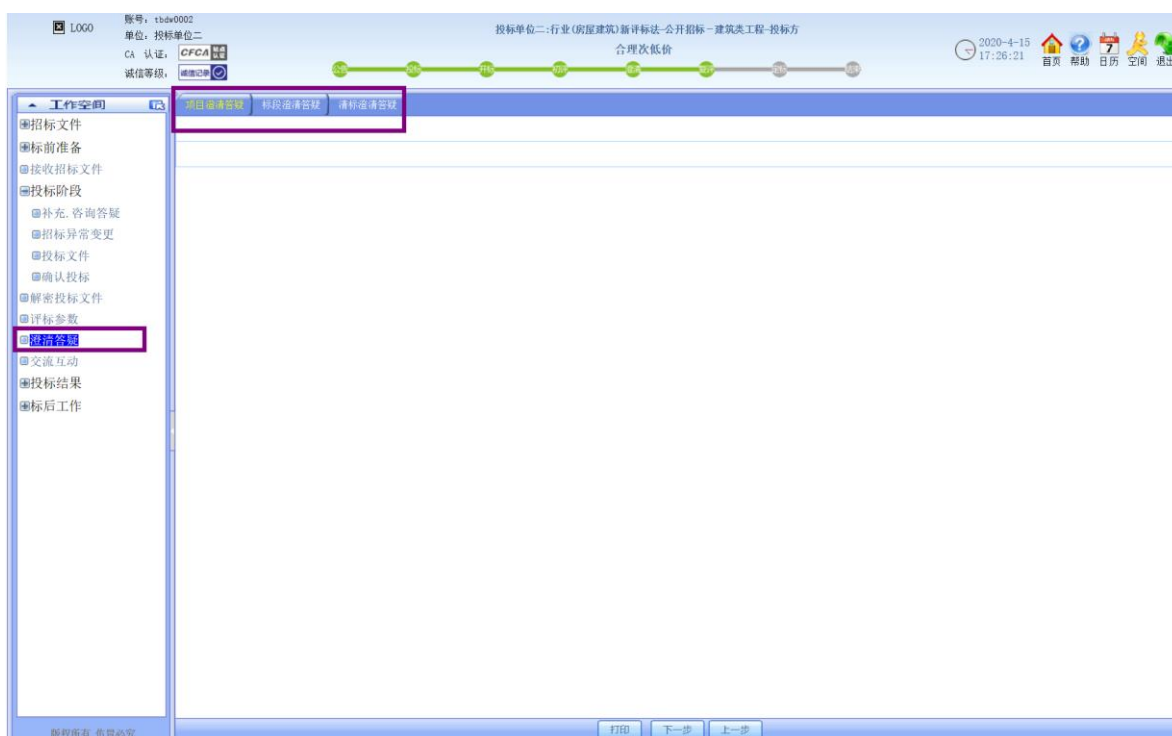 LOGO
账号：tbdw0002
单位：投标单位二
CA 认证：
CFCA
诚信等级：
诚信记录
投标单位二:行业(房屋建筑)新评标法-公开招标-建筑类工程-投标方
合理次低价
2020-4-15
17:26:21
首页 帮助 日历 空间 退出
7
工作空间
招标文件
标前准备
接收招标文件
投标阶段
补充.咨询答疑
招标异常变更
投标文件
确认投标
解密投标文件
评标参数
澄清答疑
交流互动
投标结果
标后工作
项目澄清答疑 标段澄清答疑 清标澄清答疑
打印 下一步 上一步